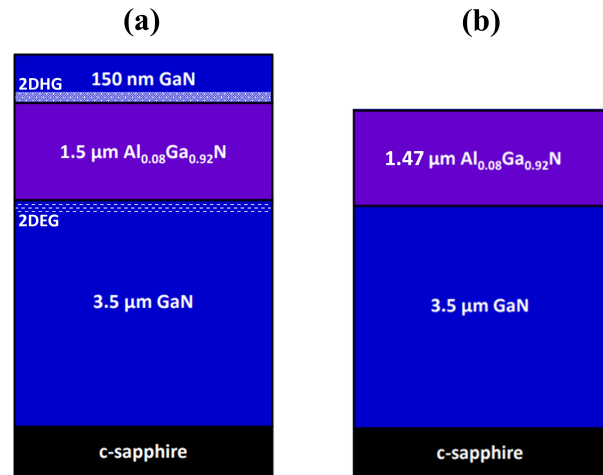 (a)
2DHG
150 nm GaN
1.5 μm Al₀.₀₈Ga₀.₉₂N
2DEG
3.5 μm GaN
c-sapphire
(b)
1.47 μm Al₀.₀₈Ga₀.₉₂N
3.5 μm GaN
c-sapphire